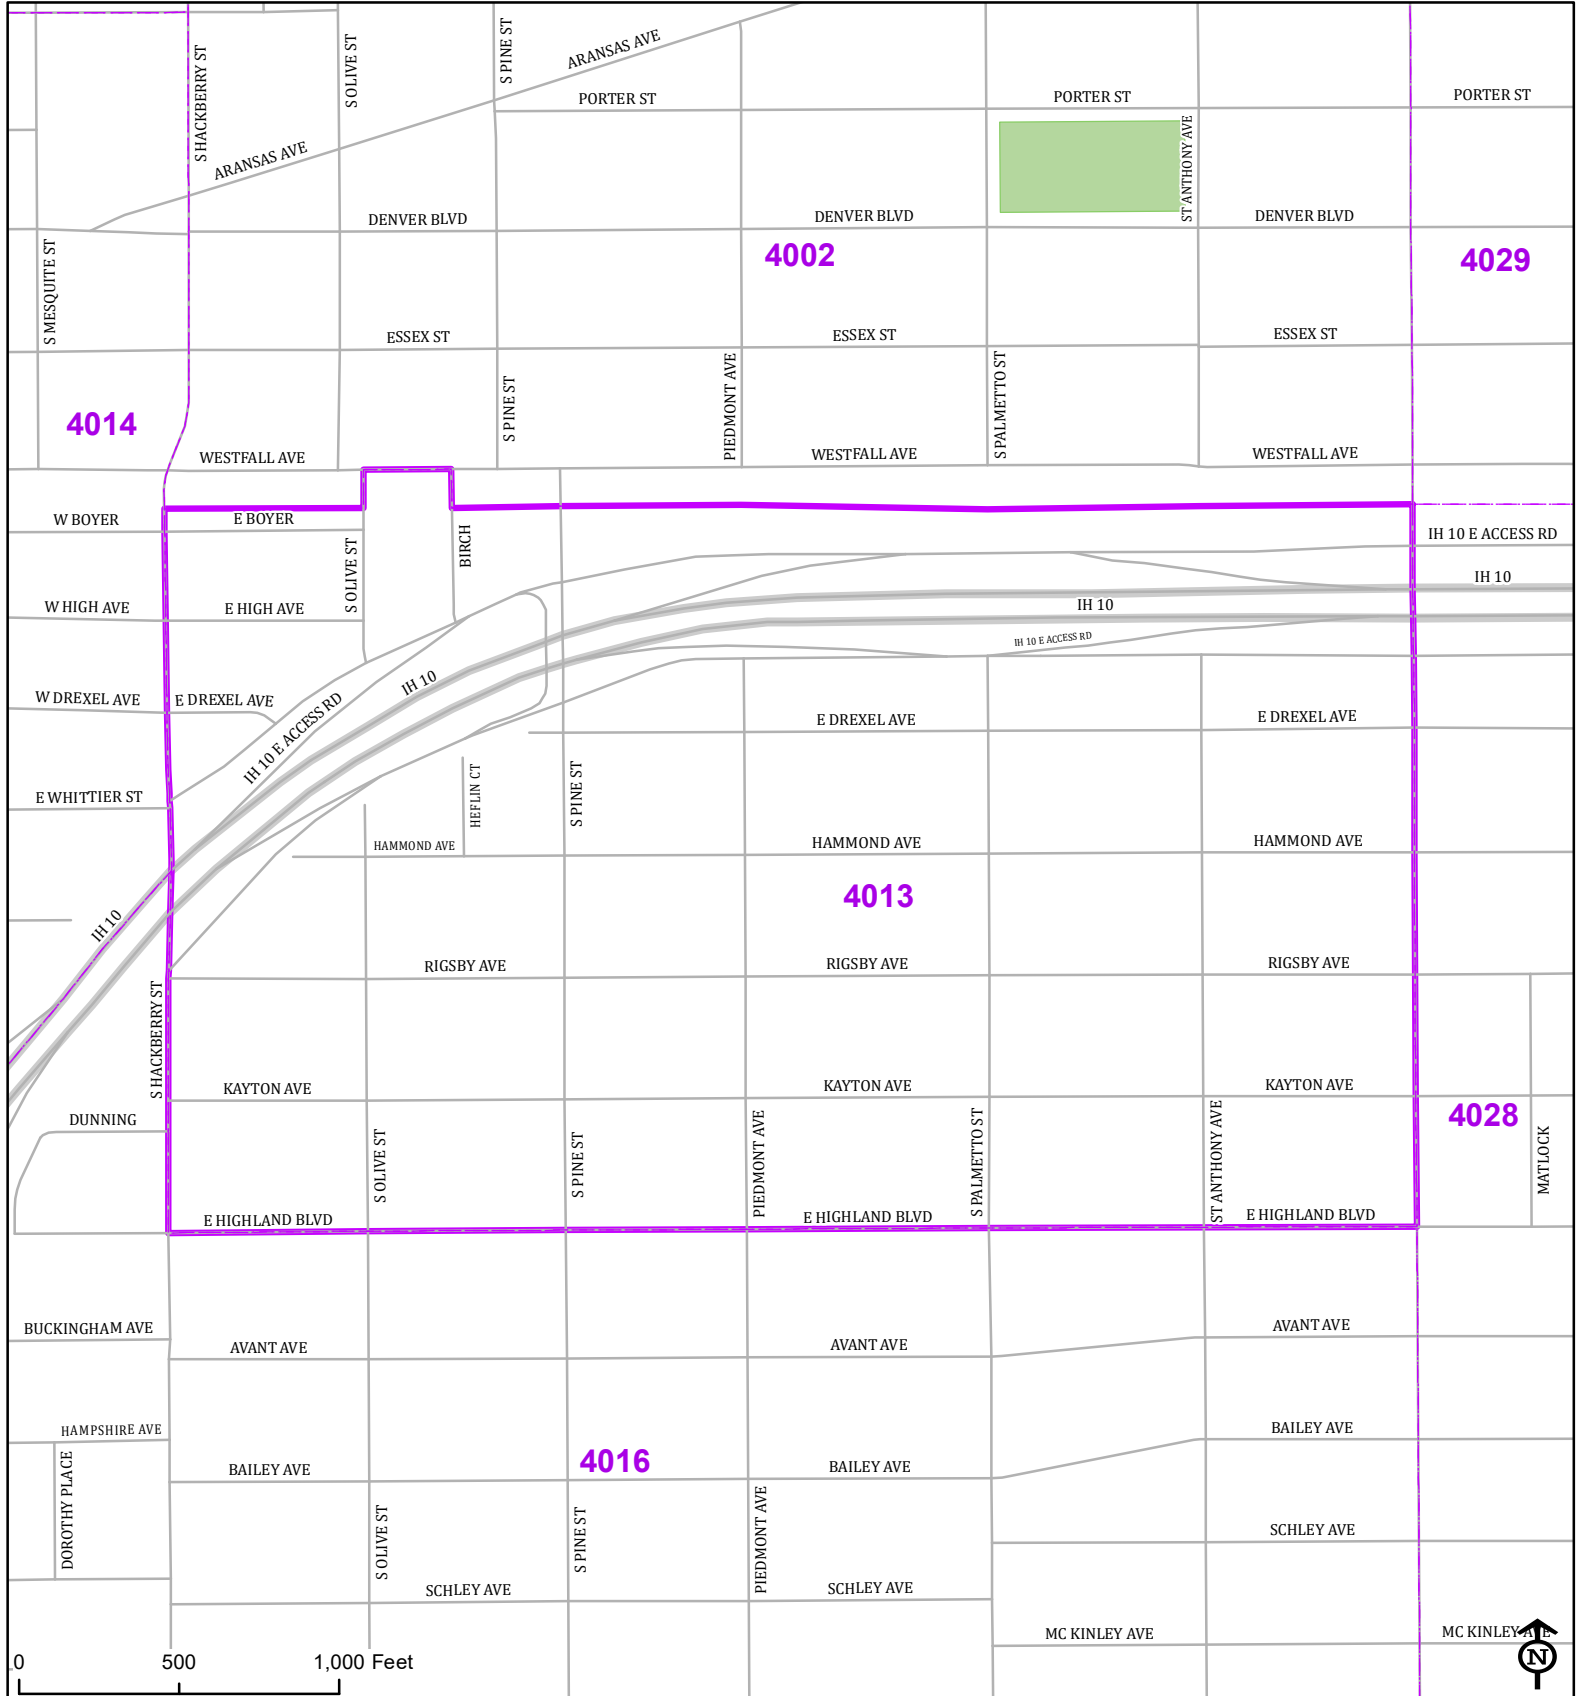 S HACKBERRY ST
S OLIVE ST
S PINE ST
ARANSAS AVE
PORTER ST
PORTER ST
PORTER ST
ARANSAS AVE
ST ANTHONY AVE
DENVER BLVD
DENVER BLVD
DENVER BLVD
4002
4029
S MESQUITE ST
ESSEX ST
ESSEX ST
ESSEX ST
4014
S PINE ST
PIEDMONT AVE
S PALMETTO ST
WESTFALL AVE
WESTFALL AVE
WESTFALL AVE
W BOYER
E BOYER
S OLIVE ST
BIRCH
IH 10 E ACCESS RD
IH 10
W HIGH AVE
E HIGH AVE
IH 10
IH 10 E ACCESS RD
W DREXEL AVE
E DREXEL AVE
IH 10
IH 10 E ACCESS RD
E DREXEL AVE
E DREXEL AVE
E WHITTIER ST
HEFLIN CT
S PINE ST
HAMMOND AVE
HAMMOND AVE
HAMMOND AVE
4013
IH 10
RIGSBY AVE
RIGSBY AVE
RIGSBY AVE
S HACKBERRY ST
KAYTON AVE
KAYTON AVE
KAYTON AVE
DUNNING
4028
S OLIVE ST
S PINE ST
PIEDMONT AVE
S PALMETTO ST
ST ANTHONY AVE
MATLOCK
E HIGHLAND BLVD
E HIGHLAND BLVD
E HIGHLAND BLVD
BUCKINGHAM AVE
AVANT AVE
AVANT AVE
AVANT AVE
HAMPSHIRE AVE
DOROTHY PLACE
BAILEY AVE
4016
BAILEY AVE
BAILEY AVE
S OLIVE ST
S PINE ST
PIEDMONT AVE
SCHLEY AVE
SCHLEY AVE
SCHLEY AVE
MC KINLEY AVE
MC KINLEY AVE
0 500 1,000 Feet
N